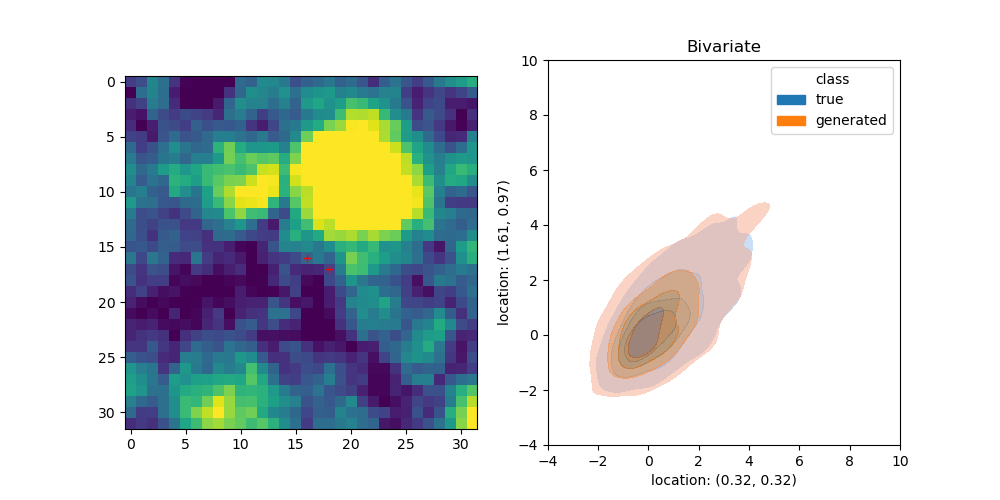 Bivariate
class
true
generated
0
5
10
15
20
25
30
0 5 10 15 20 25 30
location: (1.61, 0.97)
10
8
6
4
2
0
−2
−4
−4 −2 0 2 4 6 8 10
location: (0.32, 0.32)